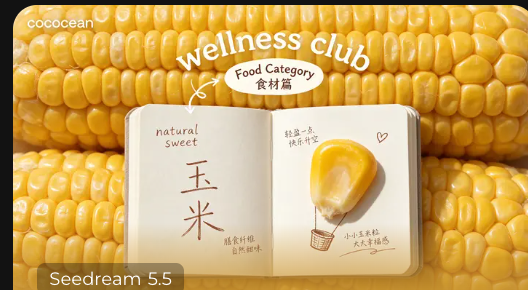 cococean
wellness club
Food Category
食材篇
natural
sweet
玉
米
膳食纤维
自然甜味
轻盈一点
快乐升空
小小玉米粒
大大幸福感
Seedream 5.5